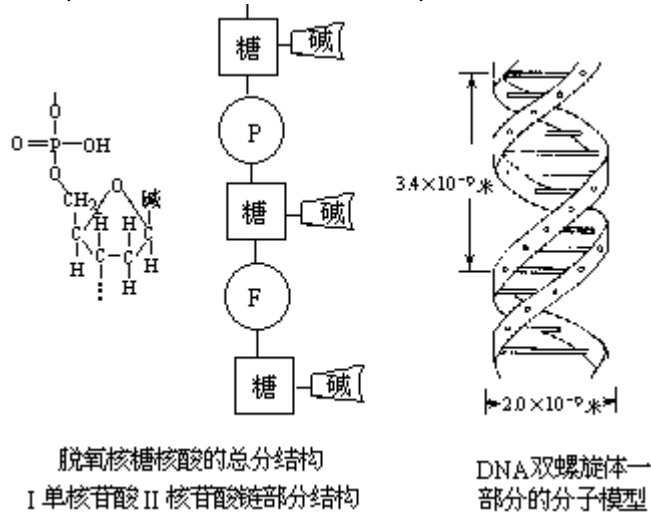 糖
碱
P
糖
碱
F
糖
碱
O
O=P-OH
O
CH2
O
碱
C
H
H
C
H
C
C
H
H
H
3.4×10⁻⁹米
2.0×10⁻⁹米
脱氧核糖核酸的总分结构
I 单核苷酸 II 核苷酸链部分结构
DNA双螺旋体一
部分的分子模型